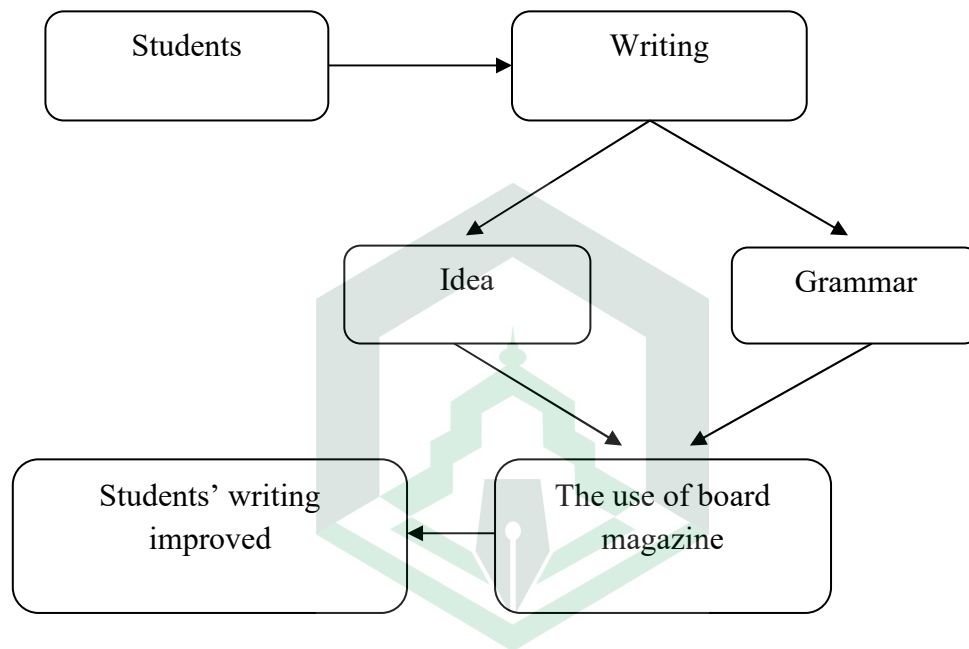 Students
Writing
Idea
Grammar
Students’ writing
improved
The use of board
magazine